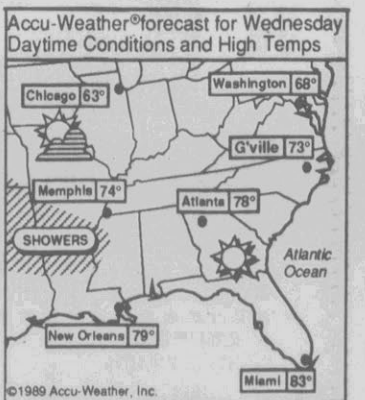 Accu-Weather®forecast for Wednesday
Daytime Conditions and High Temps
Washington 68°
Chicago 63°
G'ville 73°
Memphis 74°
Atlanta 78°
SHOWERS
Atlantic
Ocean
New Orleans 79°
Miami 83°
©1989 Accu-Weather, Inc.